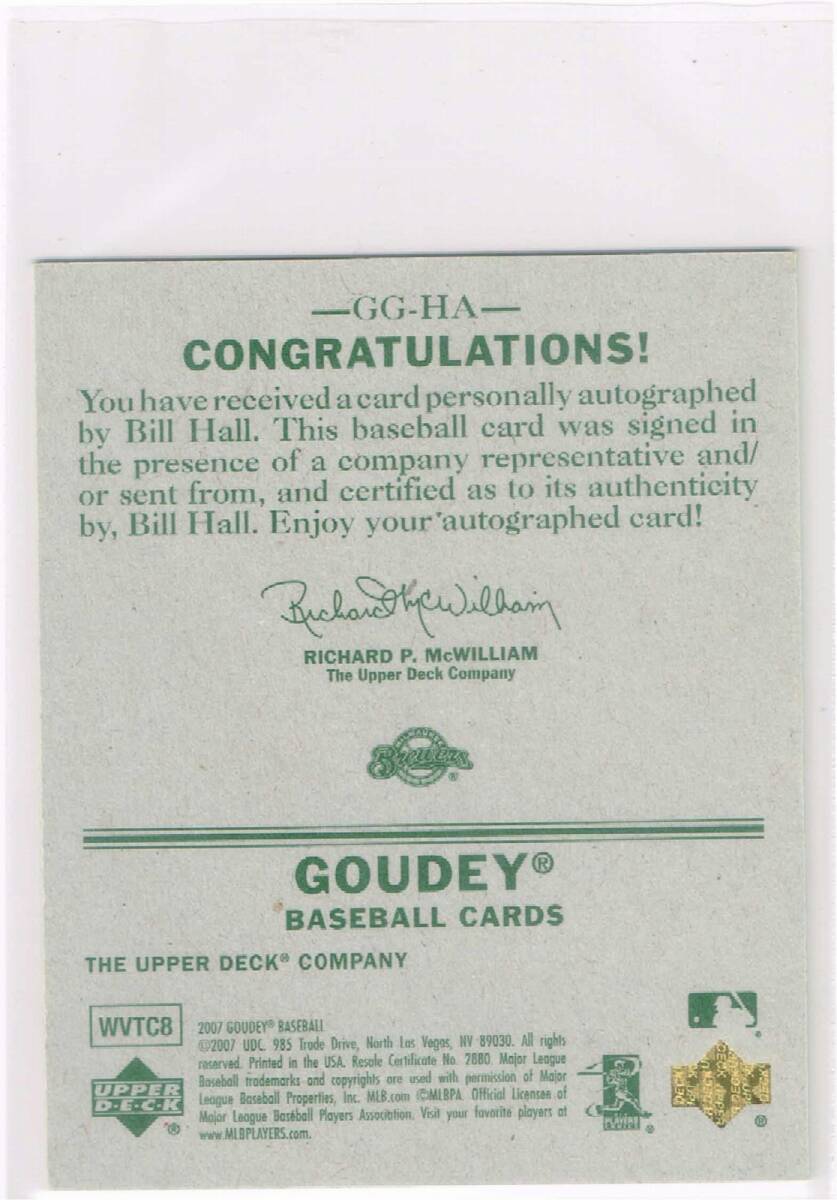 —GG-HA—
CONGRATULATIONS!
You have received a card personally autographed
by Bill Hall. This baseball card was signed in
the presence of a company representative and/
or sent from, and certified as to its authenticity
by, Bill Hall. Enjoy your autographed card!
Richard P. McWilliam
RICHARD P. McWILLIAM
The Upper Deck Company
MILWAUKEE
Brewers®
GOUDEY®
BASEBALL CARDS
THE UPPER DECK® COMPANY
WVTC8
2007 GOUDEY® BASEBALL
©2007 UDC. 985 Trade Drive, North Las Vegas, NV 89030. All rights
reserved. Printed in the USA. Resale Certificate No. 2880. Major League
Baseball trademarks and copyrights are used with permission of Major
League Baseball Properties, Inc. MLB.com ©MLBPA Official Licensee of
Major League Baseball Players Association. Visit your favorite players at
www.MLBPLAYERS.com.
UPPER
D·E·C·K
®
PLAYERS
CHOICE
®
®